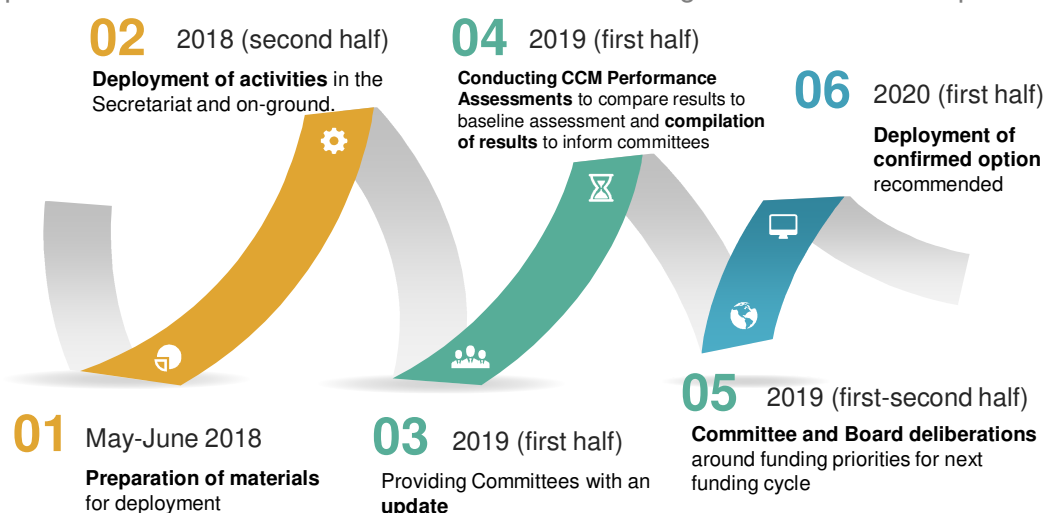 02 2018 (second half)
Deployment of activities in the
Secretariat and on-ground.
04 2019 (first half)
Conducting CCM Performance
Assessments to compare results to
baseline assessment and compilation
of results to inform committees
06 2020 (first half)
Deployment of
confirmed option
recommended
01 May-June 2018
Preparation of materials
for deployment
03 2019 (first half)
Providing Committees with an
update
05 2019 (first-second half)
Committee and Board deliberations
around funding priorities for next
funding cycle